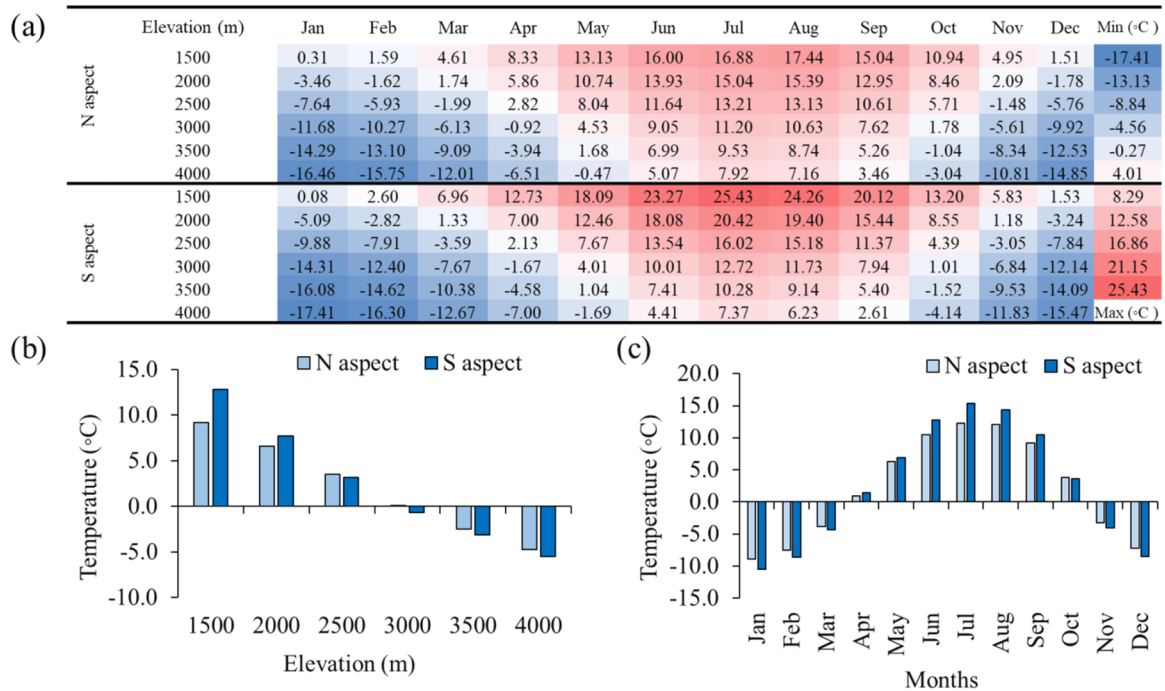 (a)
Elevation (m) Jan Feb Mar Apr May Jun Jul Aug Sep Oct Nov Dec Min (◦C)
N aspect
1500 0.31 1.59 4.61 8.33 13.13 16.00 16.88 17.44 15.04 10.94 4.95 1.51 -17.41
2000 -3.46 -1.62 1.74 5.86 10.74 13.93 15.04 15.39 12.95 8.46 2.09 -1.78 -13.13
2500 -7.64 -5.93 -1.99 2.82 8.04 11.64 13.21 13.13 10.61 5.71 -1.48 -5.76 -8.84
3000 -11.68 -10.27 -6.13 -0.92 4.53 9.05 11.20 10.63 7.62 1.78 -5.61 -9.92 -4.56
3500 -14.29 -13.10 -9.09 -3.94 1.68 6.99 9.53 8.74 5.26 -1.04 -8.34 -12.53 -0.27
4000 -16.46 -15.75 -12.01 -6.51 -0.47 5.07 7.92 7.16 3.46 -3.04 -10.81 -14.85 4.01
S aspect
1500 0.08 2.60 6.96 12.73 18.09 23.27 25.43 24.26 20.12 13.20 5.83 1.53 8.29
2000 -5.09 -2.82 1.33 7.00 12.46 18.08 20.42 19.40 15.44 8.55 1.18 -3.24 12.58
2500 -9.88 -7.91 -3.59 2.13 7.67 13.54 16.02 15.18 11.37 4.39 -3.05 -7.84 16.86
3000 -14.31 -12.40 -7.67 -1.67 4.01 10.01 12.72 11.73 7.94 1.01 -6.84 -12.14 21.15
3500 -16.08 -14.62 -10.38 -4.58 1.04 7.41 10.28 9.14 5.40 -1.52 -9.53 -14.09 25.43
4000 -17.41 -16.30 -12.67 -7.00 -1.69 4.41 7.37 6.23 2.61 -4.14 -11.83 -15.47 Max (◦C)
(b)
N aspect S aspect
Temperature (◦C)
15.0
10.0
5.0
0.0
-5.0
-10.0
1500 2000 2500 3000 3500 4000
Elevation (m)
(c)
N aspect S aspect
Temperature (◦C)
20.0
15.0
10.0
5.0
0.0
-5.0
-10.0
-15.0
Jan Feb Mar Apr May Jun Jul Aug Sep Oct Nov Dec
Months